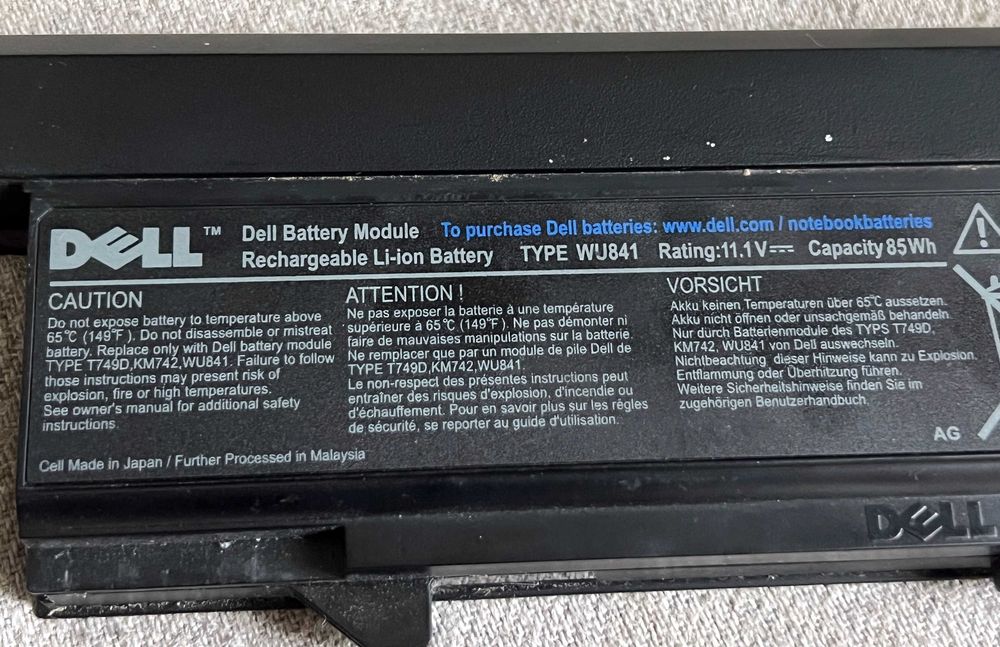 DELL™
Dell Battery Module To purchase Dell batteries: www.dell.com / notebookbatteries
Rechargeable Li-ion Battery TYPE WU841 Rating:11.1V⎓ Capacity 85Wh
CAUTION
Do not expose battery to temperature above
65℃ (149℉). Do not disassemble or mistreat
battery. Replace only with Dell battery module
TYPE T749D,KM742,WU841. Failure to follow
those instructions may present risk of
explosion, fire or high temperatures.
See owner's manual for additional safety
instructions.
ATTENTION !
Ne pas exposer la batterie à une température
supérieure à 65℃ (149℉). Ne pas démonter ni
faire de mauvaises manipulations sur la batterie.
Ne remplacer que par un module de pile Dell de
TYPE T749D,KM742,WU841.
Le non-respect des présentes instructions peut
entraîner des risques d'explosion, d'incendie ou
d'échauffement. Pour en savoir plus sur les règles
de sécurité, se reporter au guide d'utilisation.
VORSICHT
Akku keinen Temperaturen über 65℃ aussetzen.
Akku nicht öffnen oder unsachgemäß behandeln.
Nur durch Batterienmodule des TYPS T749D,
KM742, WU841 von Dell auswechseln.
Nichtbeachtung dieser Hinweise kann zu Explosion,
Entflammung oder Überhitzung führen.
Weitere Sicherheitshinweise finden Sie im
zugehörigen Benutzerhandbuch.
AG
Cell Made in Japan / Further Processed in Malaysia
DELL